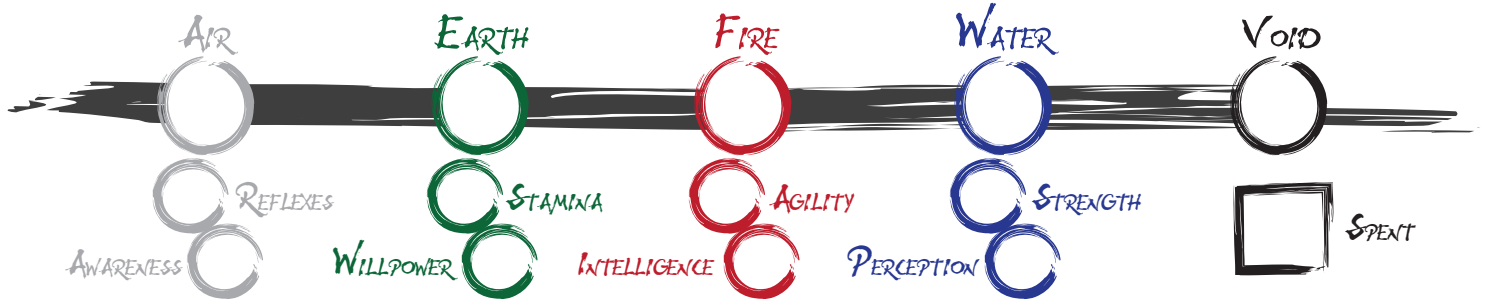 Air
Earth
Fire
Water
Void
Reflexes
Stamina
Agility
Strength
Spent
Awareness
Willpower
Intelligence
Perception